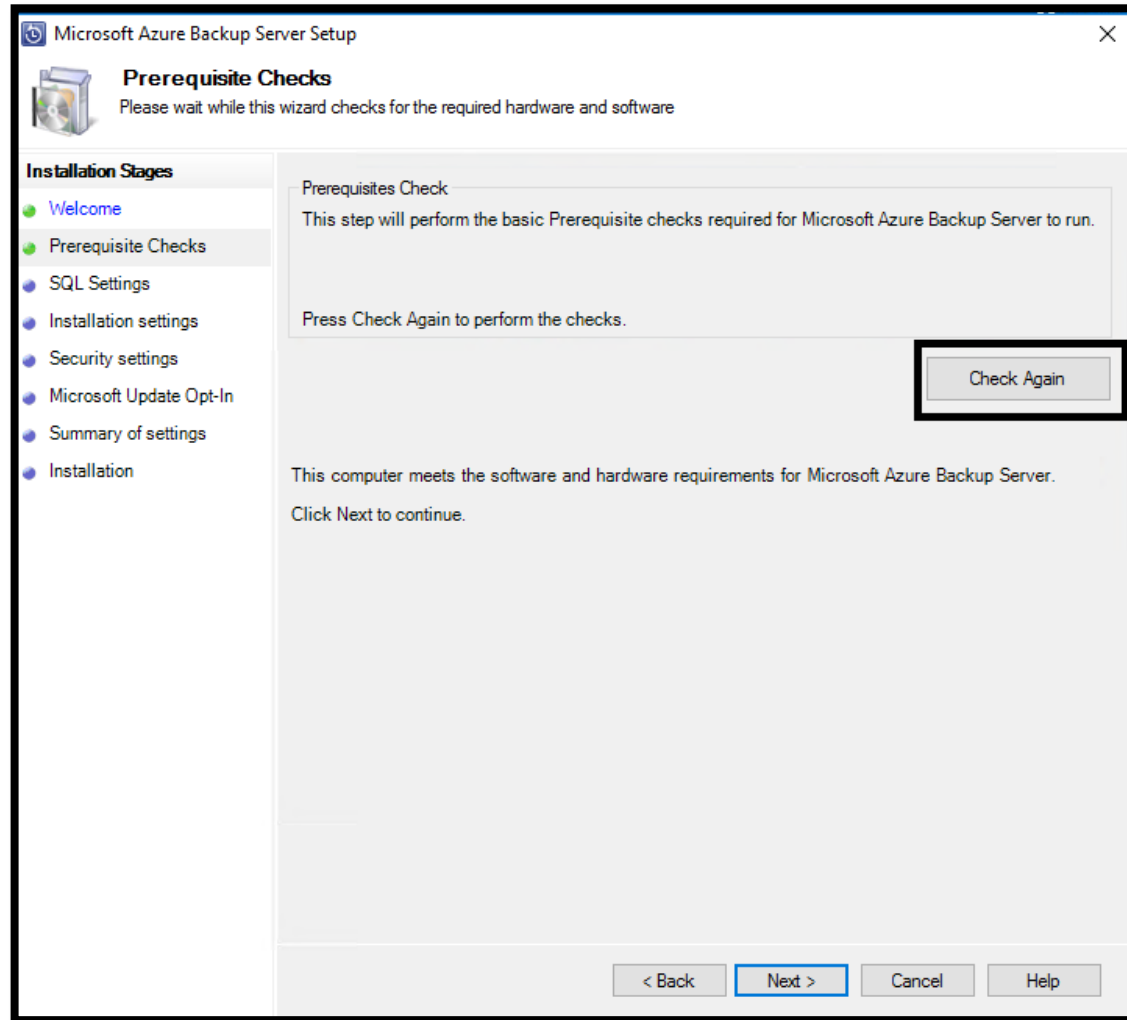 Microsoft Azure Backup Server Setup
Prerequisite Checks
Please wait while this wizard checks for the required hardware and software
Installation Stages
Welcome
Prerequisite Checks
SQL Settings
Installation settings
Security settings
Microsoft Update Opt-In
Summary of settings
Installation
Prerequisites Check
This step will perform the basic Prerequisite checks required for Microsoft Azure Backup Server to run.
Press Check Again to perform the checks.
Check Again
This computer meets the software and hardware requirements for Microsoft Azure Backup Server.
Click Next to continue.
< Back
Next >
Cancel
Help